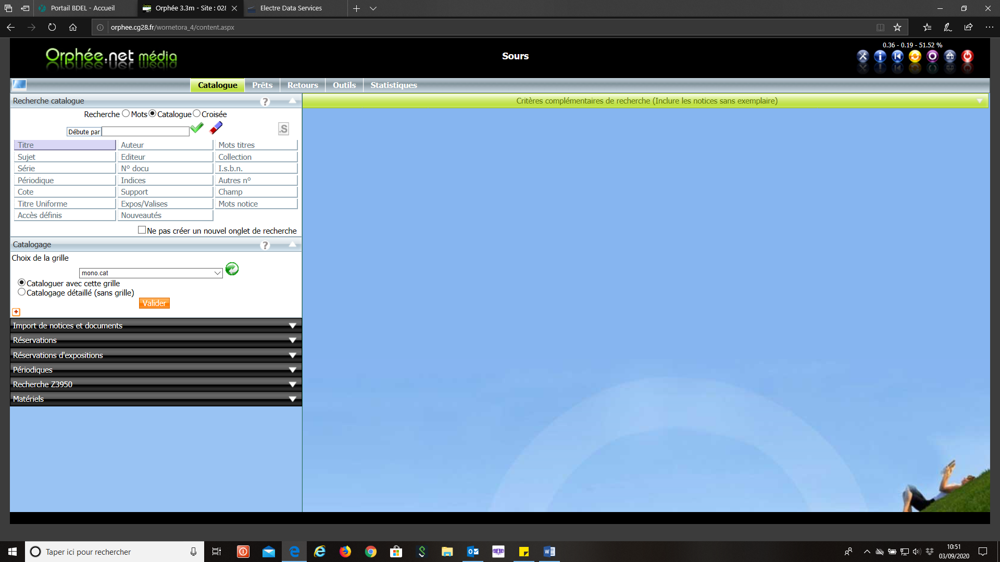 Portail BDEL - Accueil
Orphée 3.3m - Site : 028
Electre Data Services
orphee.cg28.fr/wornetora_4/content.aspx
Orphée.net média
Sours
0.36 - 0.19 - 51.52 %
Catalogue
Prêts
Retours
Outils
Statistiques
Recherche catalogue
?
Critères complémentaires de recherche (Inclure les notices sans exemplaire)
Recherche Mots Catalogue Croisée
Débute par
.S
Titre
Auteur
Mots titres
Sujet
Editeur
Collection
Série
N° docu
I.s.b.n.
Périodique
Indices
Autres n°
Cote
Support
Champ
Titre Uniforme
Expos/Valises
Mots notice
Accès définis
Nouveautés
Ne pas créer un nouvel onglet de recherche
Catalogage
?
Choix de la grille
mono.cat
Cataloguer avec cette grille
Catalogage détaillé (sans grille)
Valider
Import de notices et documents
Réservations
Réservations d'expositions
Périodiques
Recherche Z3950
Matériels
Taper ici pour rechercher
10:51
03/09/2020